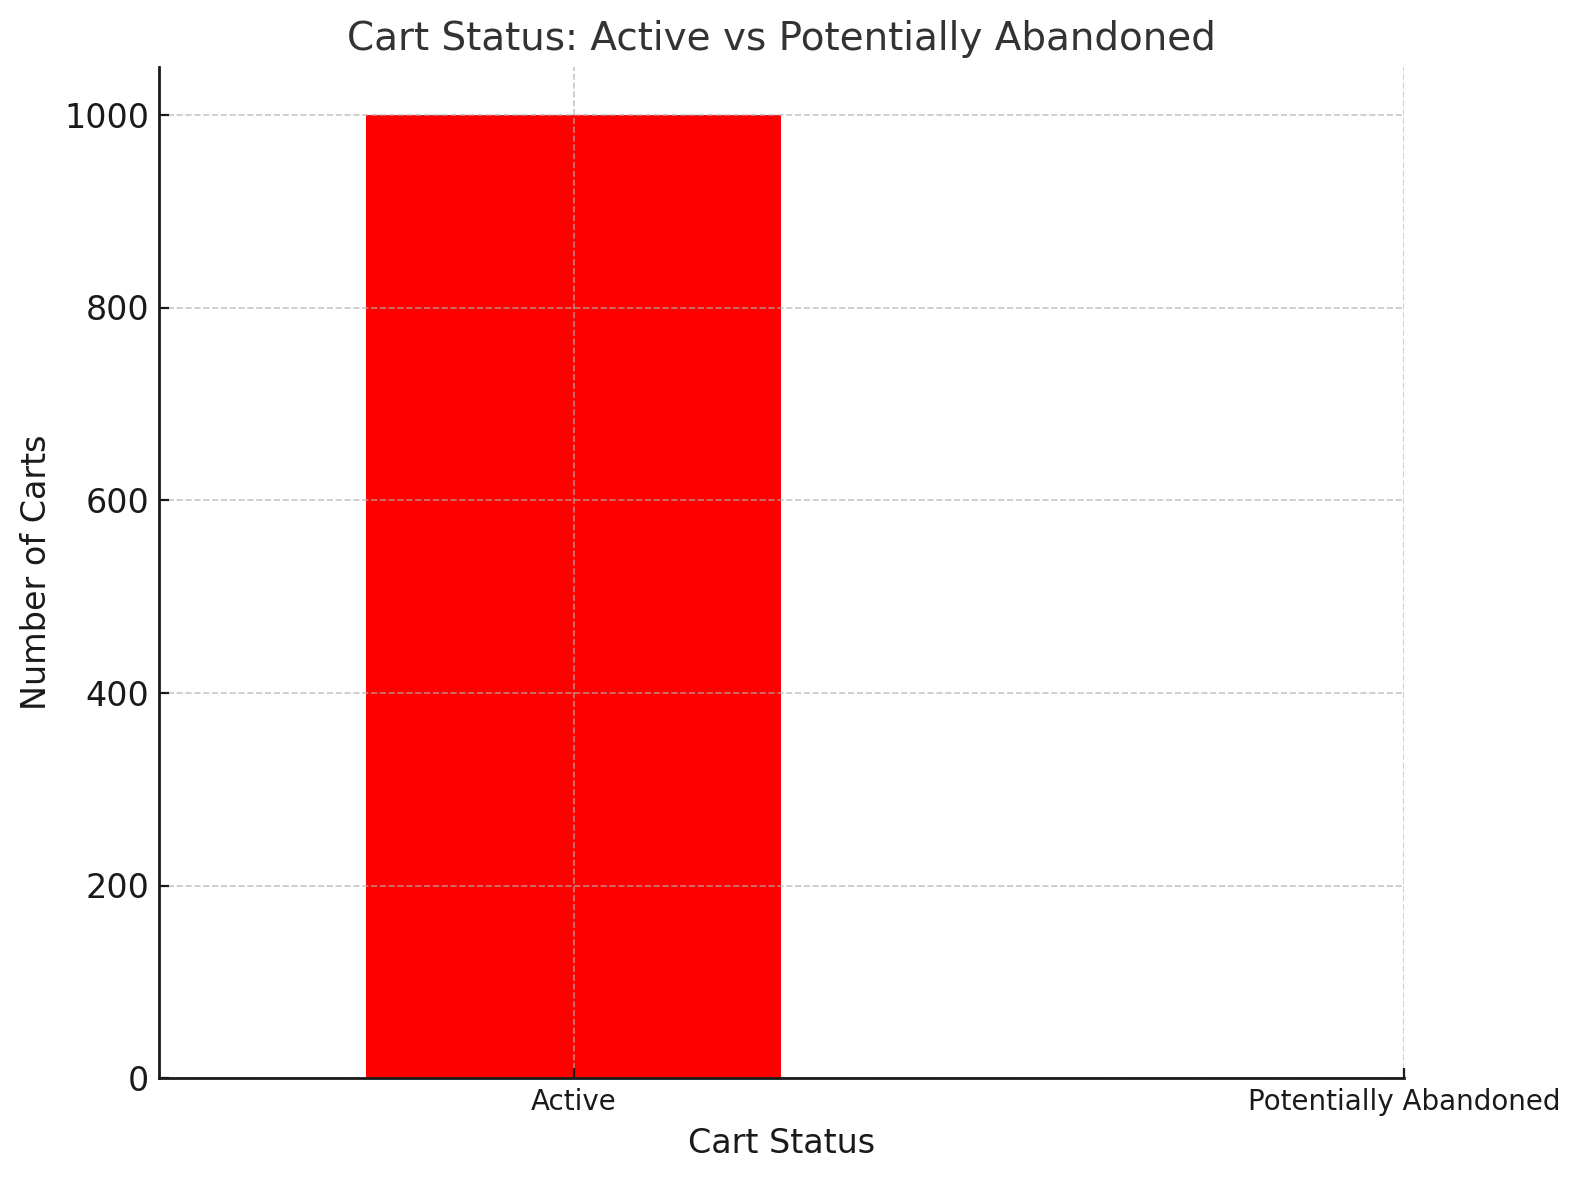 Cart Status: Active vs Potentially Abandoned
Number of Carts
1000
800
600
400
200
0
Active
Potentially Abandoned
Cart Status